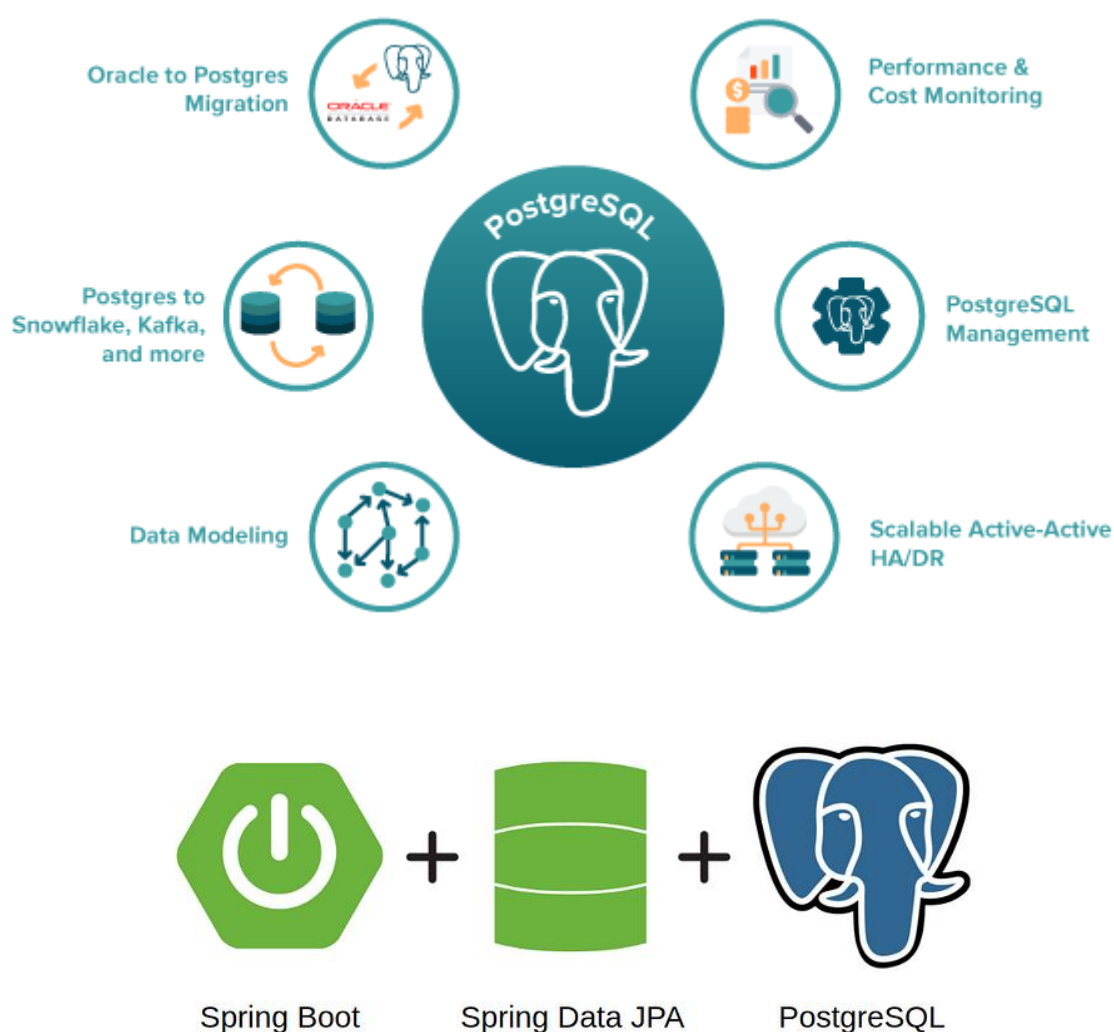 Oracle to Postgres
Migration
ORACLE
DATABASE
Performance &
Cost Monitoring
PostgreSQL
$
Postgres to
Snowflake, Kafka,
and more
PostgreSQL
Management
Data Modeling
Scalable Active-Active
HA/DR
Spring Boot
Spring Data JPA
PostgreSQL